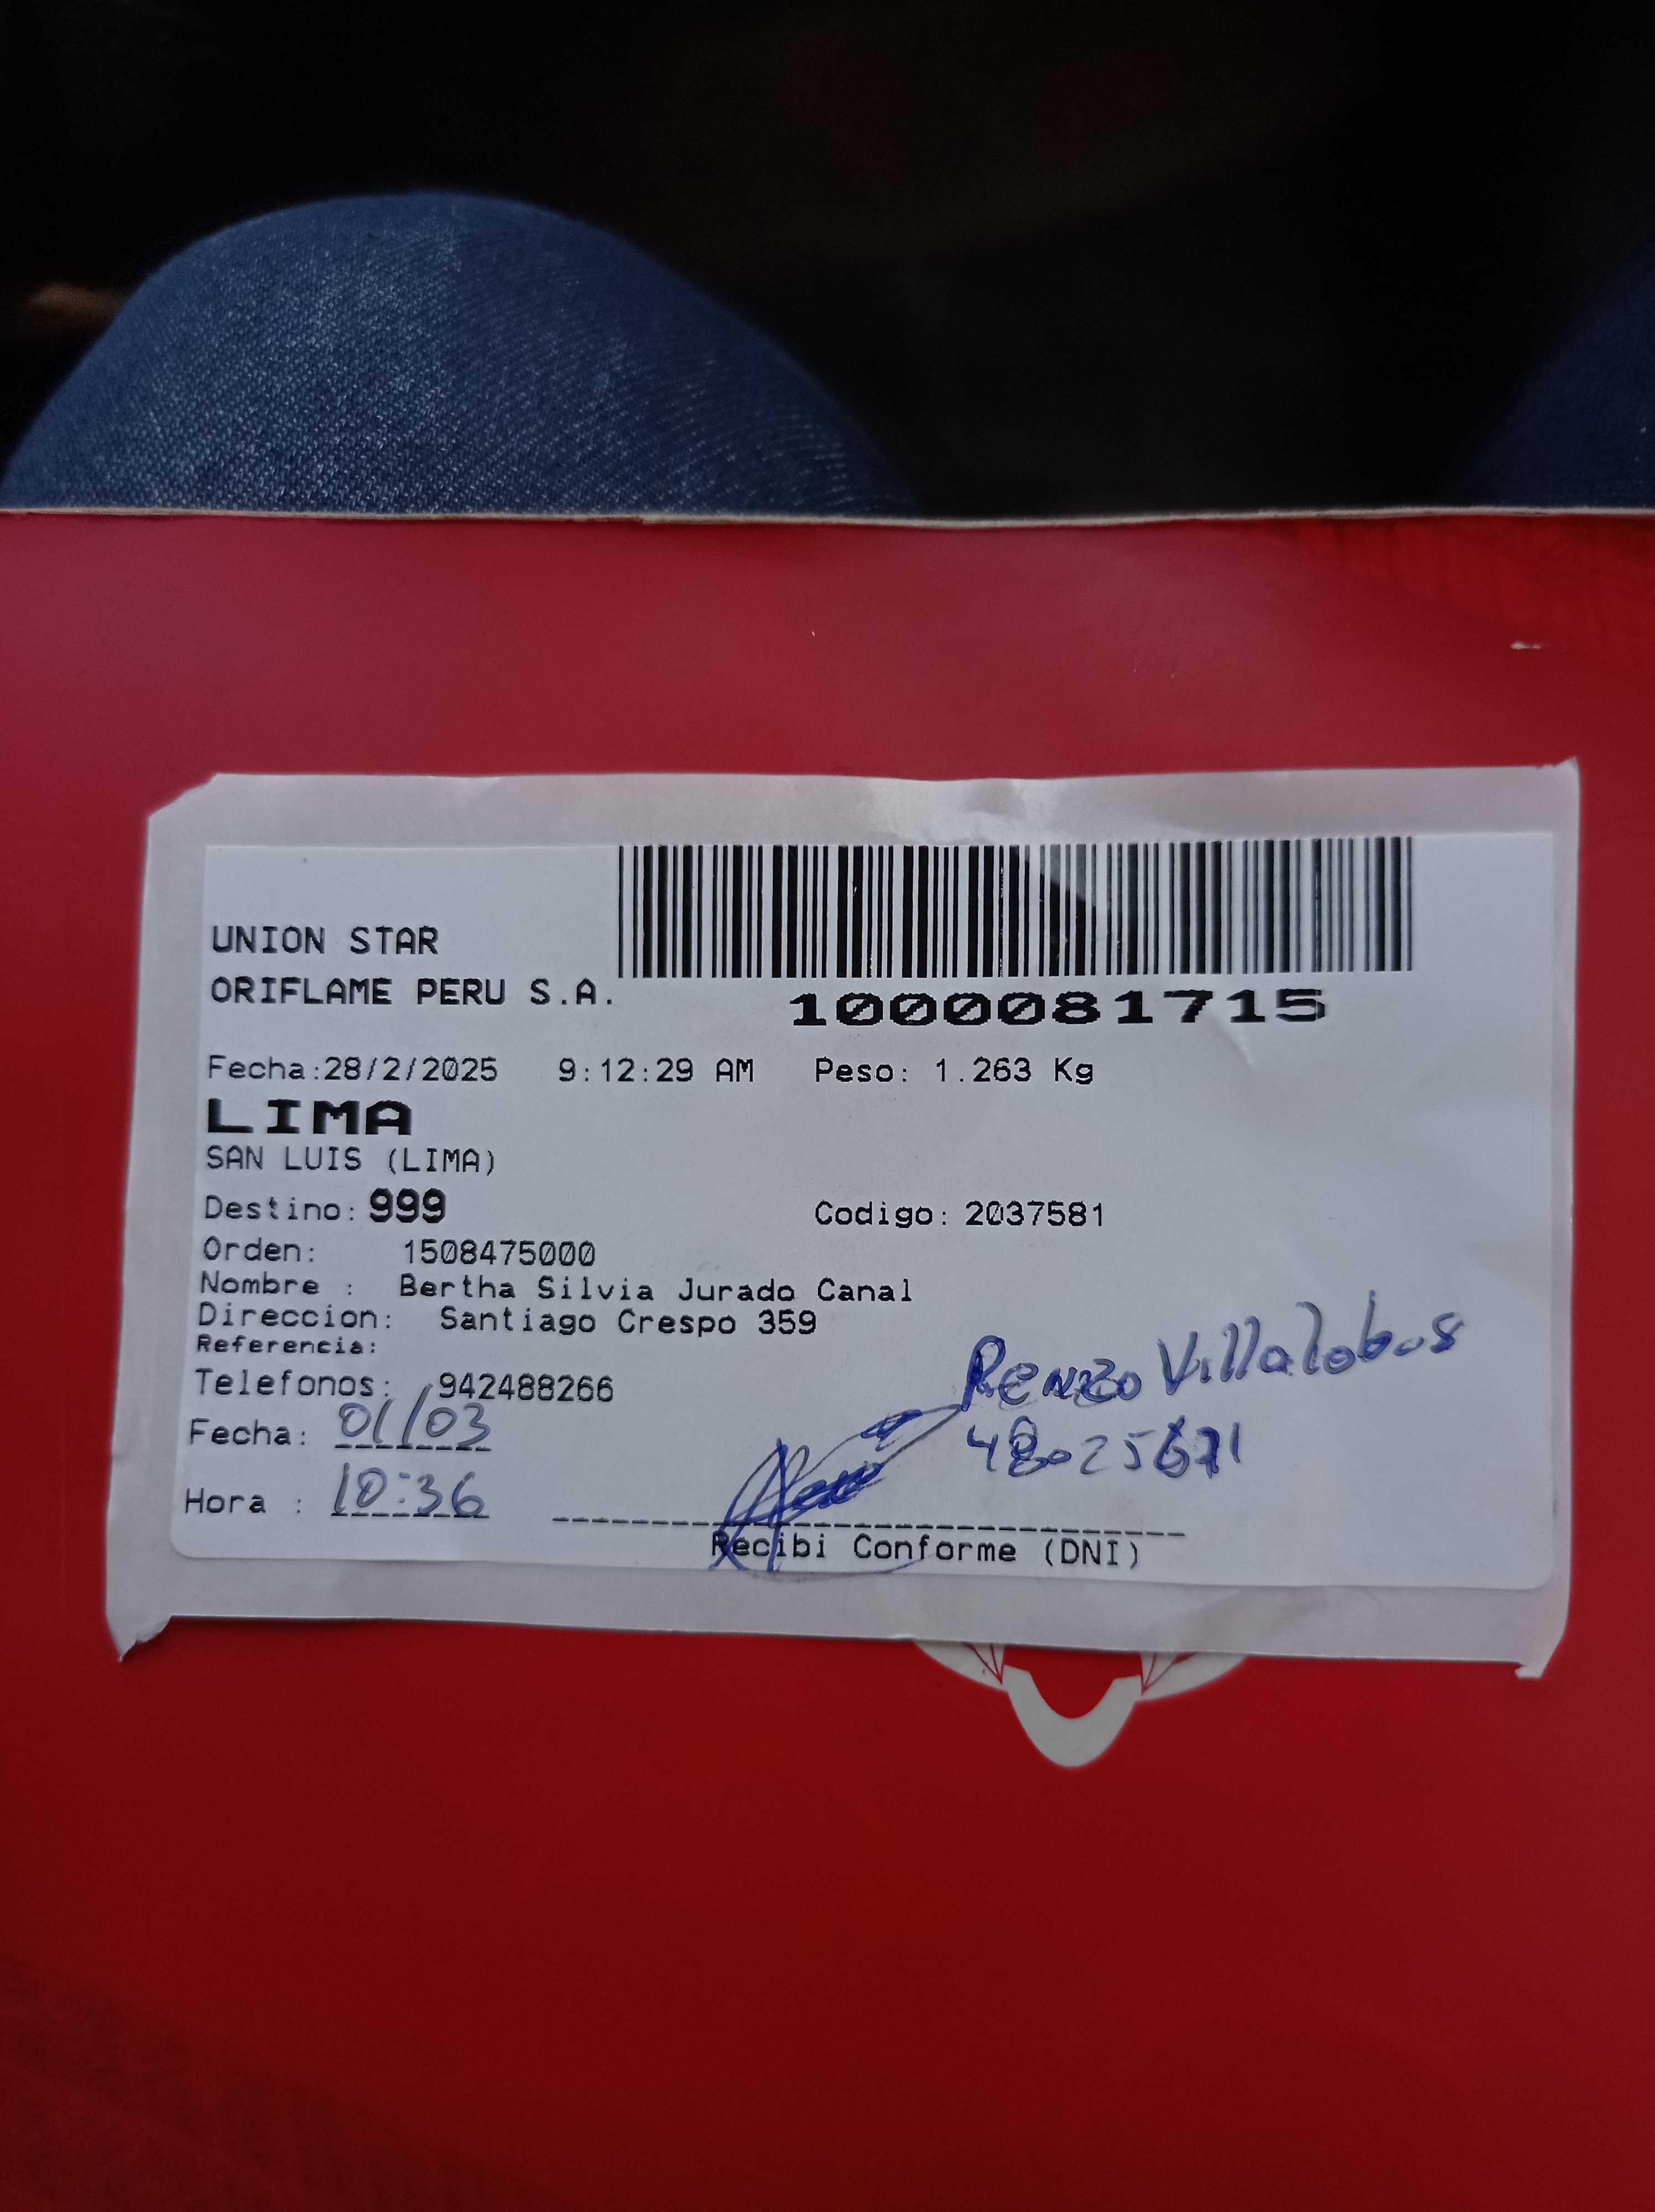 UNION STAR
ORIFLAME PERU S.A.
1000081715
Fecha:28/2/2025 9:12:29 AM Peso: 1.263 Kg
LIMA
SAN LUIS (LIMA)
Destino: 999 Codigo: 2037581
Orden: 1508475000
Nombre : Bertha Silvia Jurado Canal
Direccion: Santiago Crespo 359
Referencia:
Renzo Villalobos
Telefonos: 942488266
Fecha: 01/03
Hora : 10:36
Recibi Conforme (DNI)